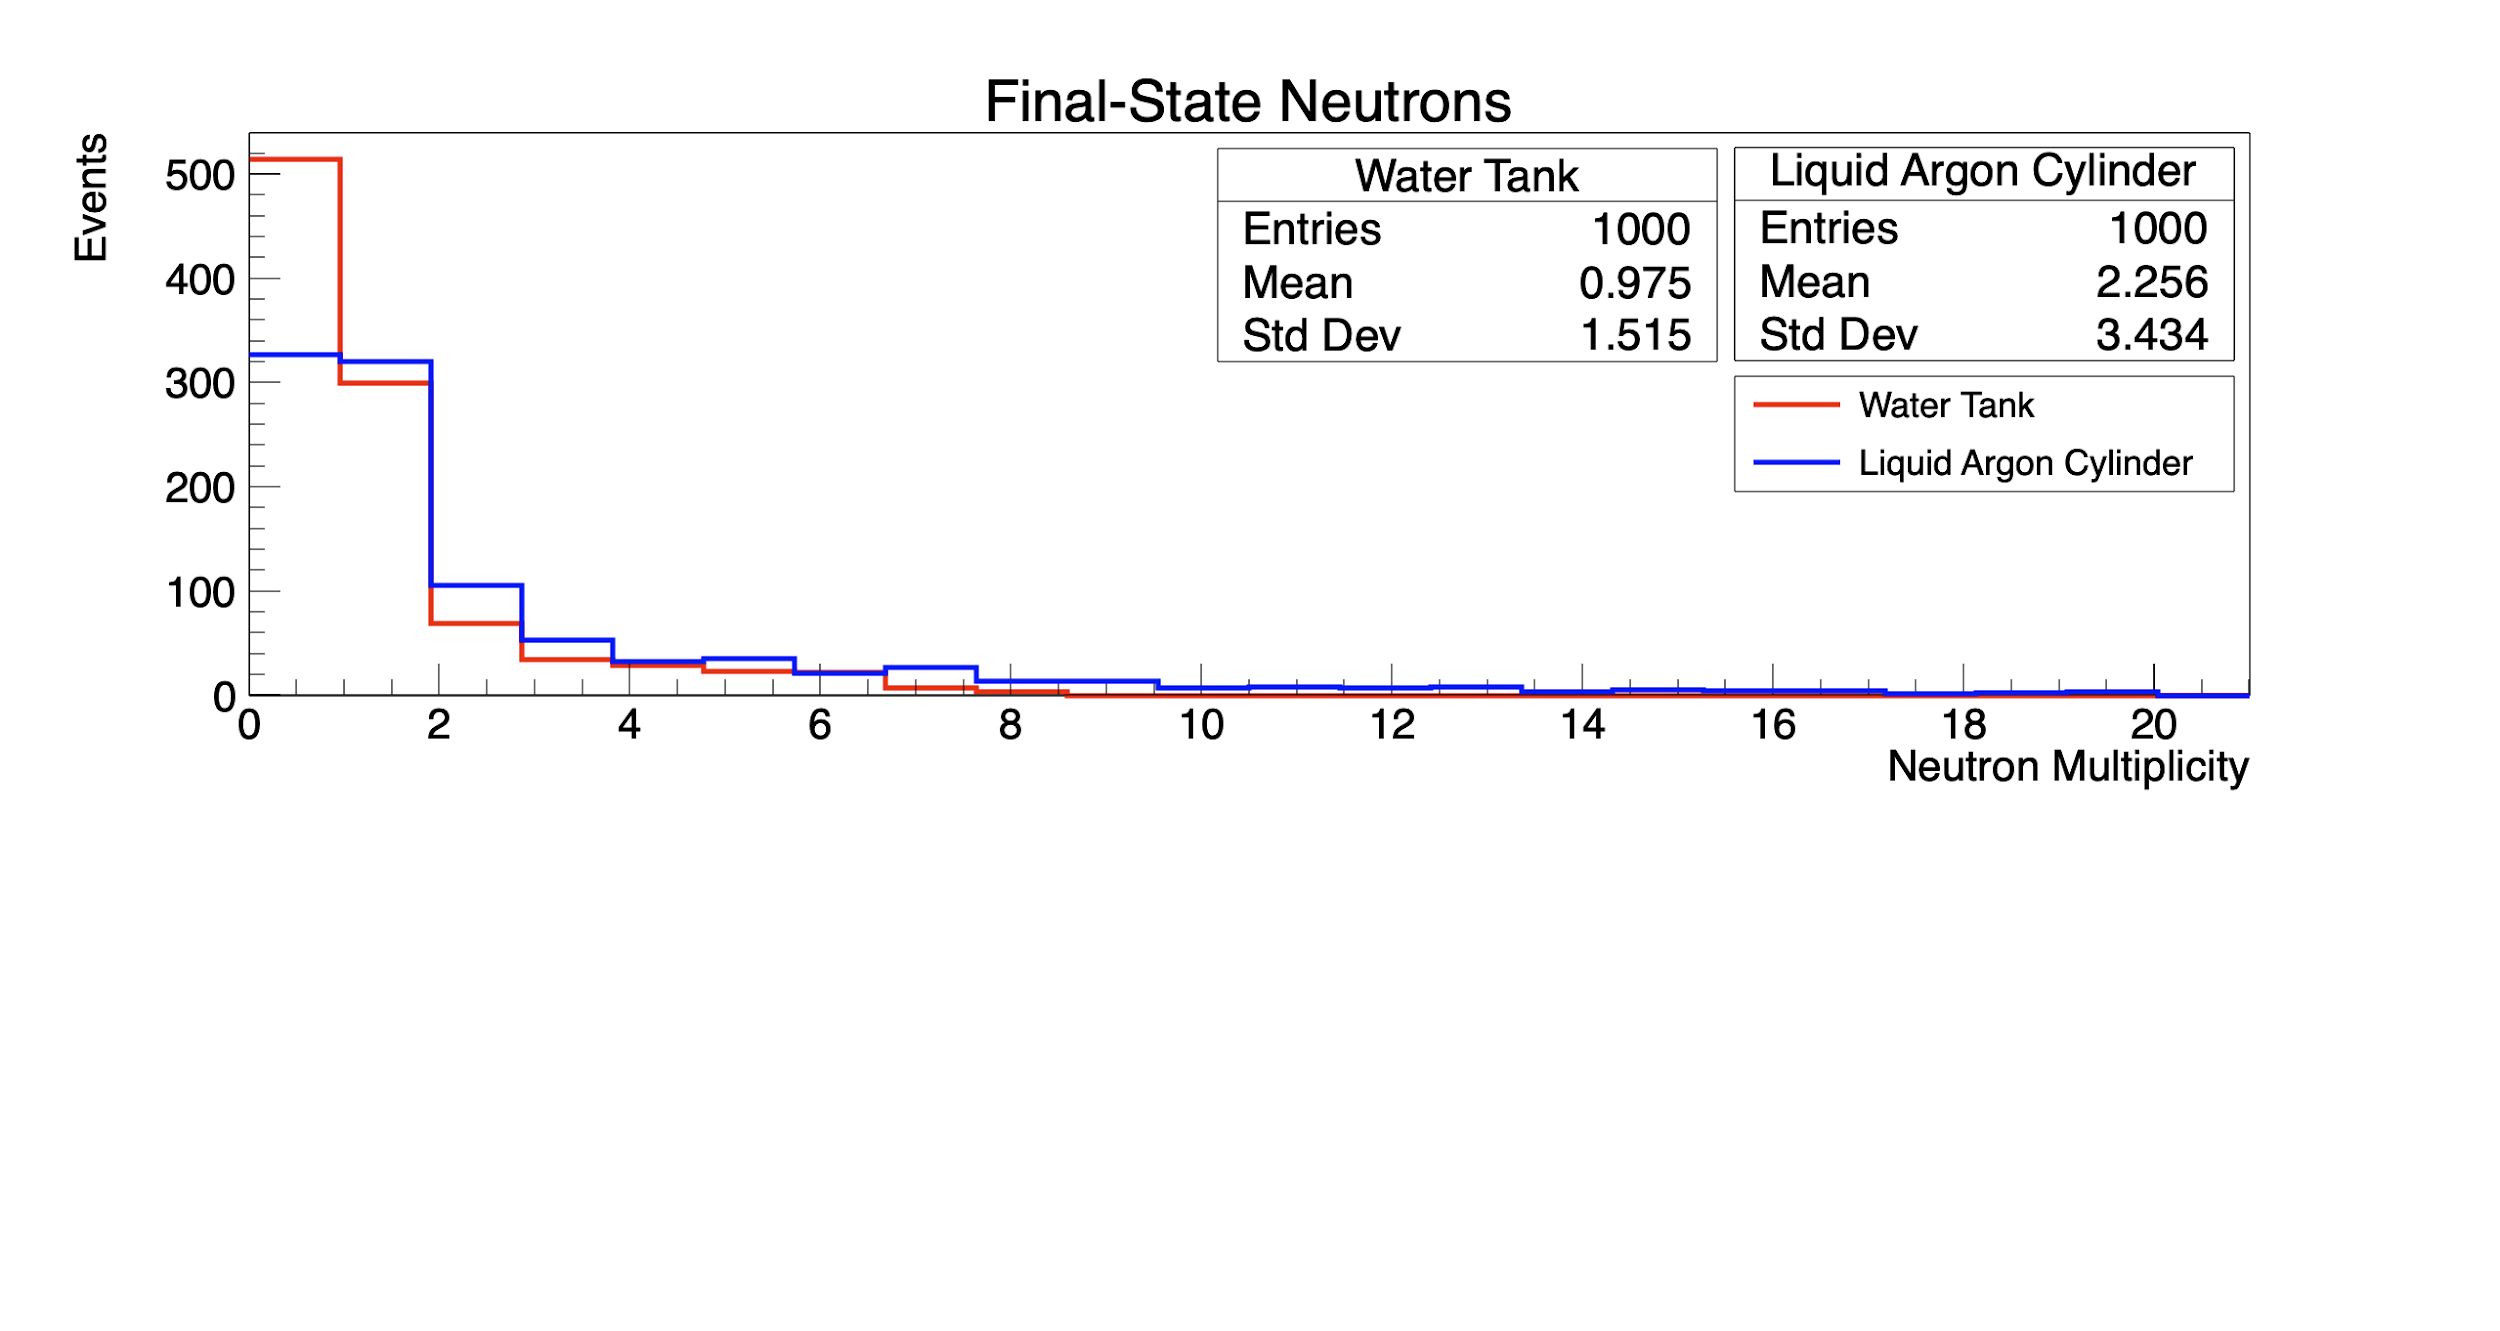 Final-State Neutrons
Events
500
400
300
200
100
0
Water Tank
Entries 1000
Mean 0.975
Std Dev 1.515
Liquid Argon Cylinder
Entries 1000
Mean 2.256
Std Dev 3.434
Water Tank
Liquid Argon Cylinder
0 2 4 6 8 10 12 14 16 18 20
Neutron Multiplicity